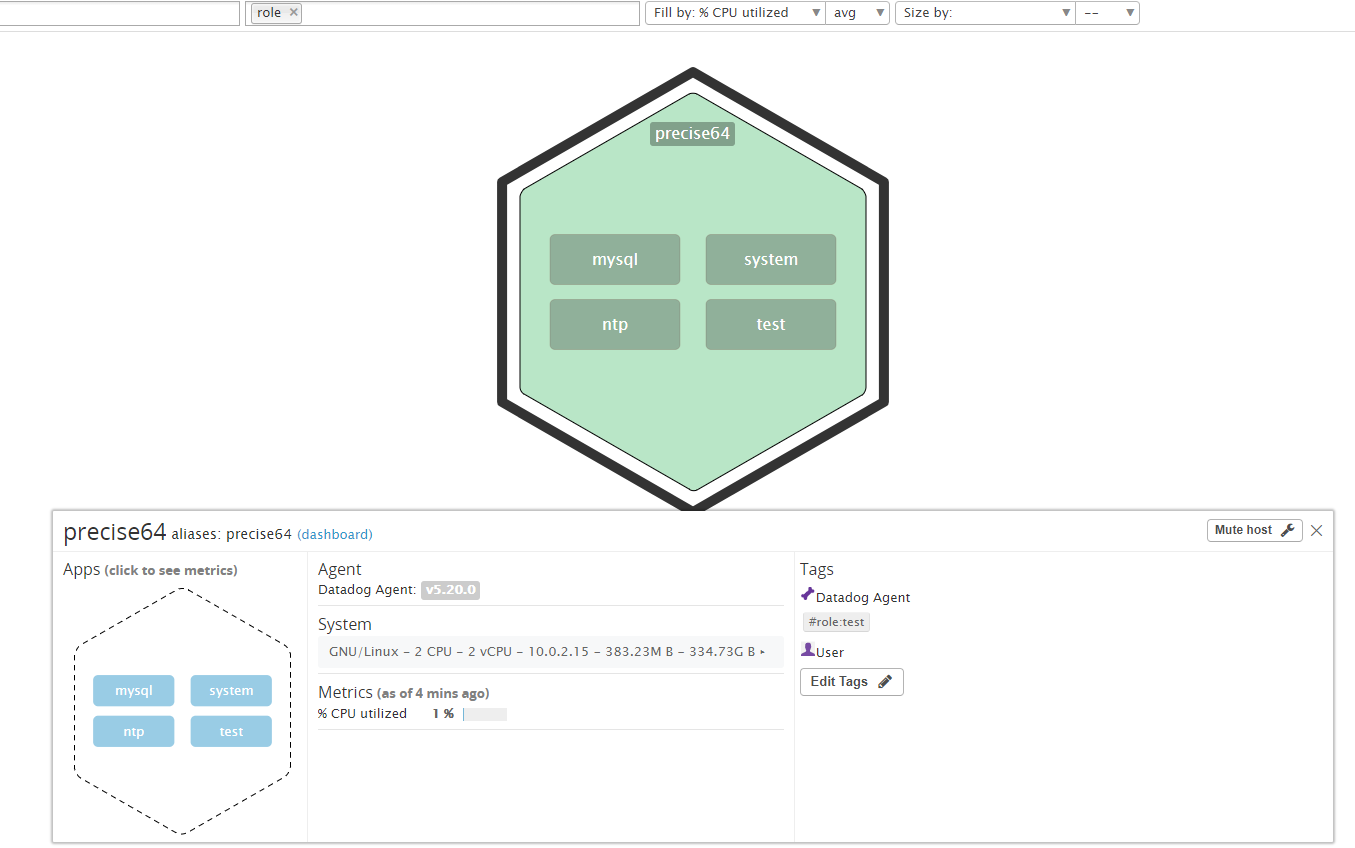 role × Fill by: % CPU utilized ▼ avg ▼ Size by: ▼ -- ▼
precise64
mysql system
ntp test
precise64 aliases: precise64 (dashboard) Mute host ×
Apps (click to see metrics)
mysql system
ntp test
Agent
Datadog Agent: v5.20.0
System
GNU/Linux – 2 CPU – 2 vCPU – 10.0.2.15 – 383.23M B – 334.73G B ▸
Metrics (as of 4 mins ago)
% CPU utilized 1 %
Tags
Datadog Agent
#role:test
User
Edit Tags